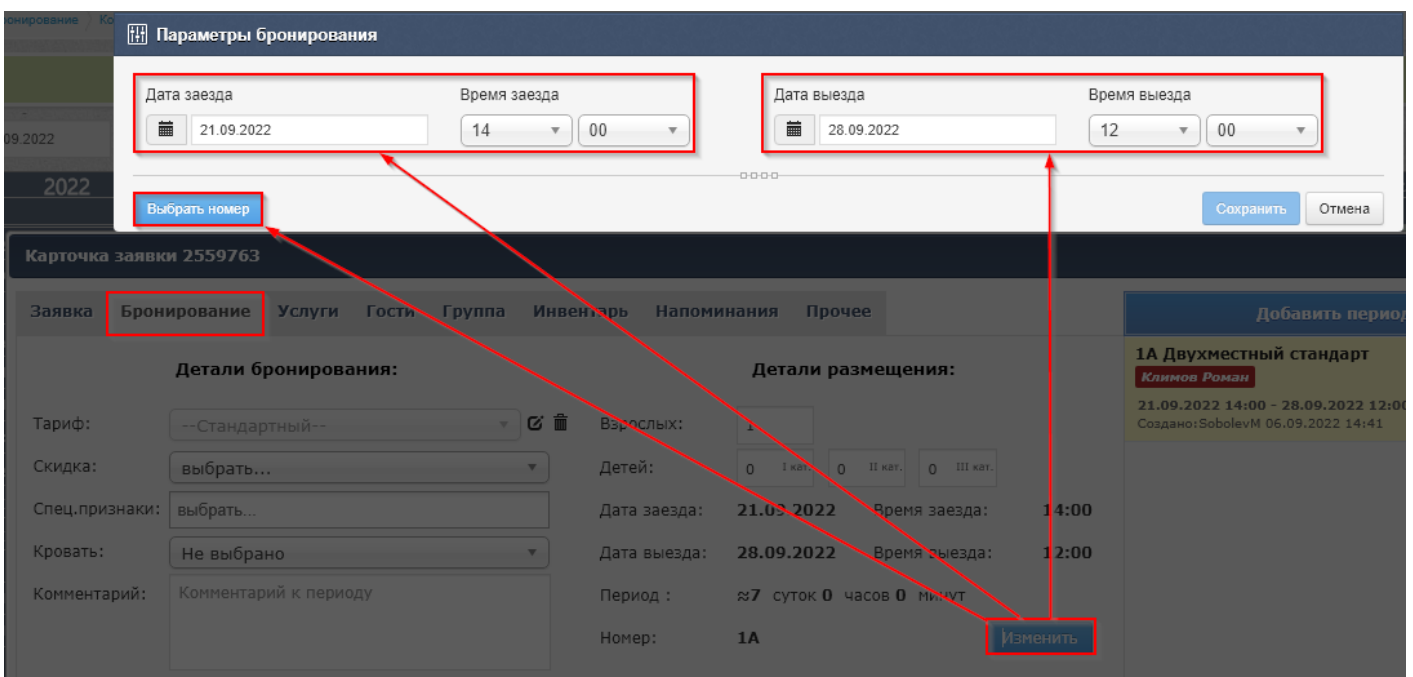 онирование / Ко
Параметры бронирования
Дата заезда Время заезда Дата выезда Время выезда
09.2022 21.09.2022 14 00 28.09.2022 12 00
2022
Выбрать номер Сохранить Отмена
Карточка заявки 2559763
Заявка Бронирование Услуги Гости Группа Инвентарь Напоминания Прочее Добавить период
Детали бронирования: Детали размещения: 1А Двухместный стандарт
Климов Роман
21.09.2022 14:00 - 28.09.2022 12:00
Тариф: --Стандартный-- Взрослых: 1 Создано:SobolevM 06.09.2022 14:41
Скидка: выбрать... Детей: 0 I кат. 0 II кат. 0 III кат.
Спец.признаки: выбрать... Дата заезда: 21.09.2022 Время заезда: 14:00
Кровать: Не выбрано Дата выезда: 28.09.2022 Время выезда: 12:00
Комментарий: Комментарий к периоду Период : ≈7 суток 0 часов 0 минут
Номер: 1А Изменить